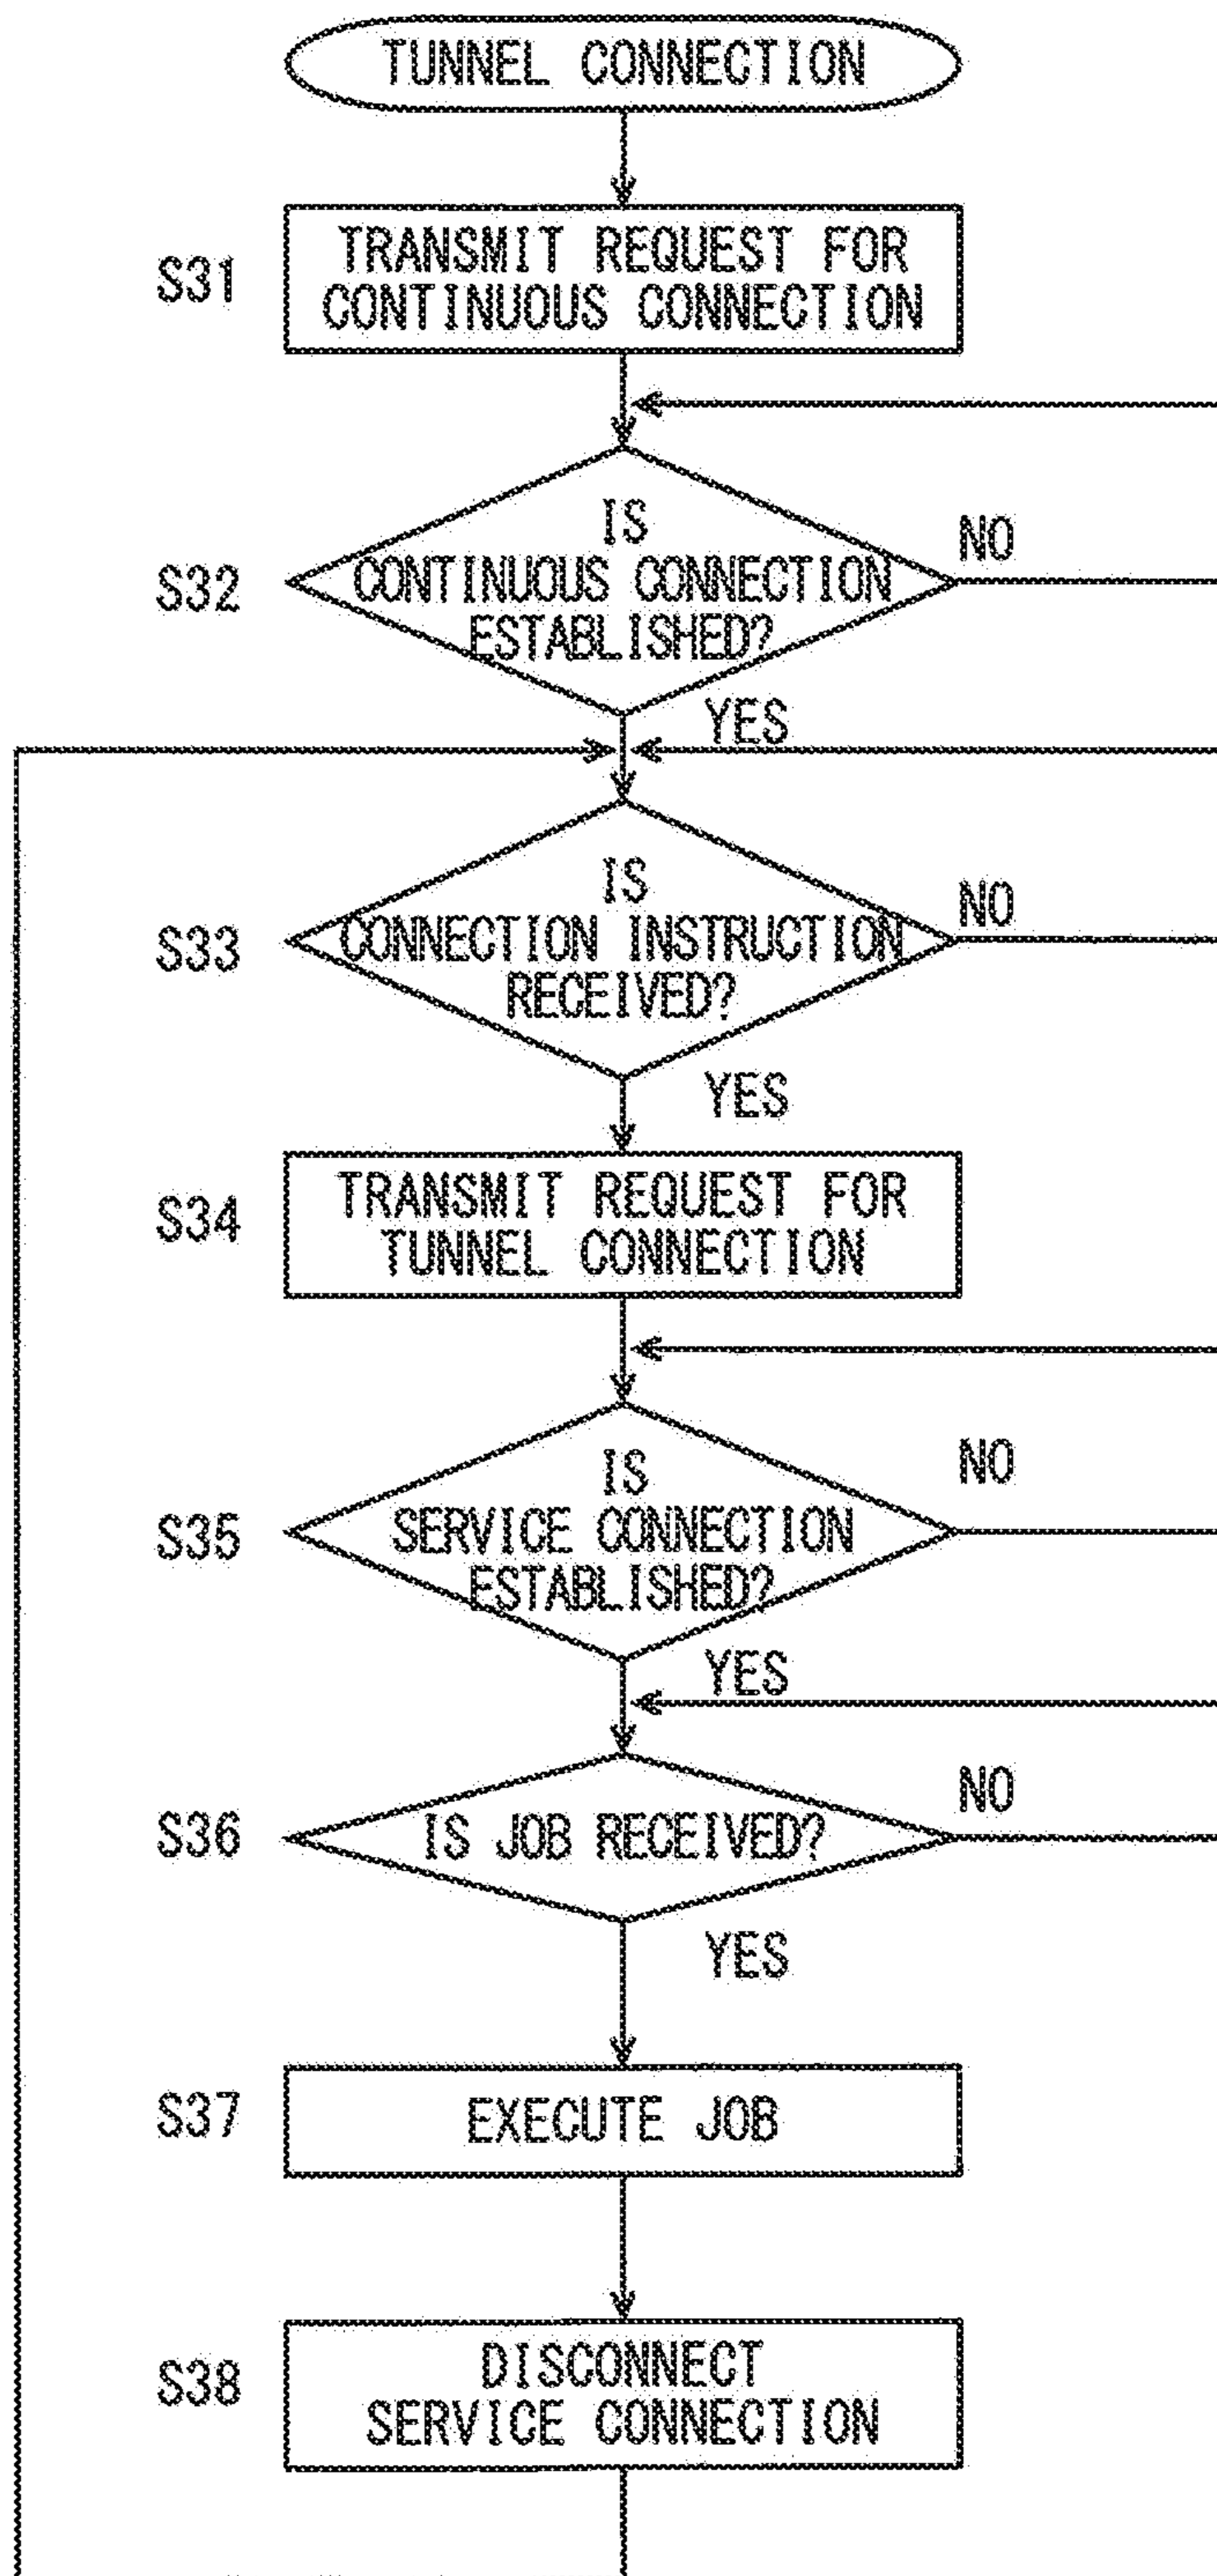 TUNNEL CONNECTION
S31
TRANSMIT REQUEST FOR
CONTINUOUS CONNECTION
S32
IS
CONTINUOUS CONNECTION
ESTABLISHED?
NO
YES
S33
IS
CONNECTION INSTRUCTION
RECEIVED?
NO
YES
S34
TRANSMIT REQUEST FOR
TUNNEL CONNECTION
S35
IS
SERVICE CONNECTION
ESTABLISHED?
NO
YES
S36
IS JOB RECEIVED?
NO
YES
S37
EXECUTE JOB
S38
DISCONNECT
SERVICE CONNECTION